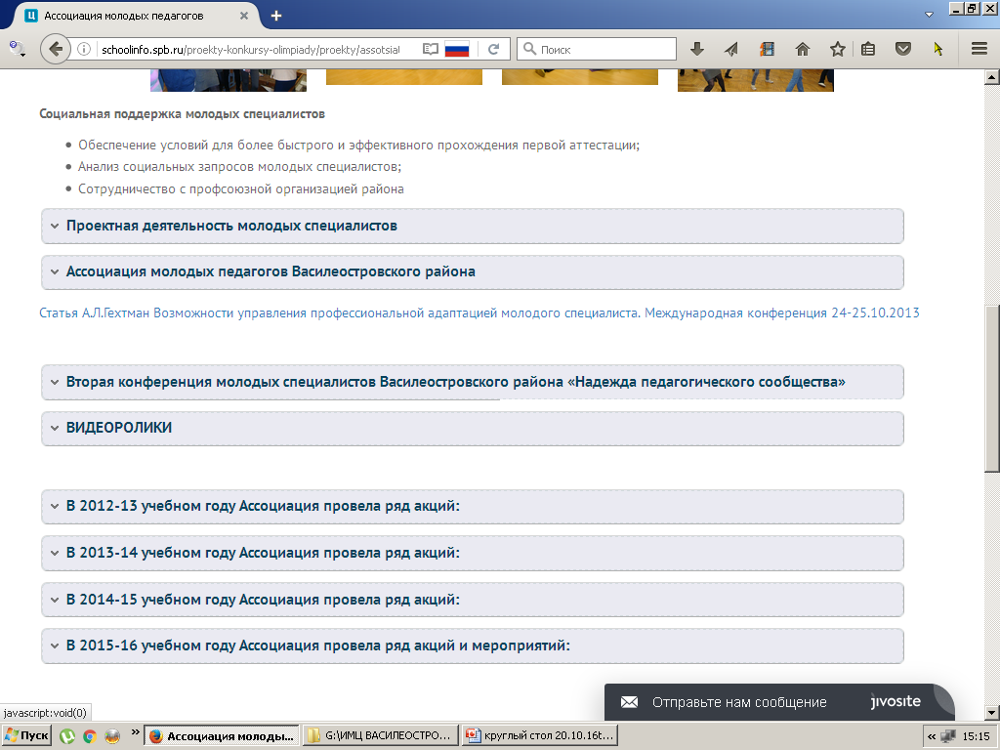 Ассоциация молодых педагогов
schoolinfo.spb.ru/proekty-konkursy-olimpiady/proekty/assotsial
Поиск
Социальная поддержка молодых специалистов
Обеспечение условий для более быстрого и эффективного прохождения первой аттестации;
Анализ социальных запросов молодых специалистов;
Сотрудничество с профсоюзной организацией района
Проектная деятельность молодых специалистов
Ассоциация молодых педагогов Василеостровского района
Статья А.Л.Гехтман Возможности управления профессиональной адаптацией молодого специалиста. Международная конференция 24-25.10.2013
Вторая конференция молодых специалистов Василеостровского района «Надежда педагогического сообщества»
ВИДЕОРОЛИКИ
В 2012-13 учебном году Ассоциация провела ряд акций:
В 2013-14 учебном году Ассоциация провела ряд акций:
В 2014-15 учебном году Ассоциация провела ряд акций:
В 2015-16 учебном году Ассоциация провела ряд акций и мероприятий:
Отправьте нам сообщение jivosite
javascript:void(0)
Пуск » Ассоциация молоды... G:\ИМЦ ВАСИЛЕОСТРО... круглый стол 20.10.16t... « 15:15